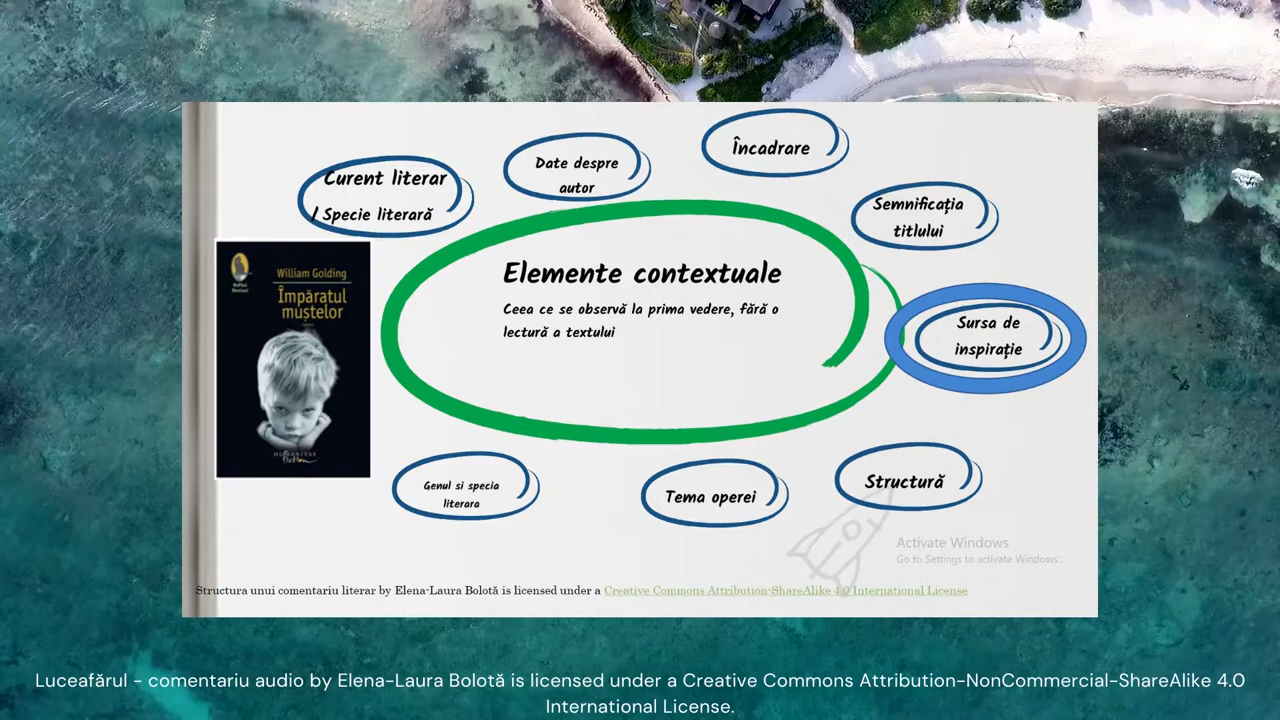 Încadrare
Date despre
autor
Curent literar
/ Specie literară
Semnificația
titlului
William Golding
Împăratul
muștelor
Elemente contextuale
Ceea ce se observă la prima vedere, fără o
lectură a textului
Sursa de
inspirație
HUMANITAS
fiction
Genul si specia
literara
Tema operei
Structură
Activate Windows
Go to Settings to activate Windows.
Structura unui comentariu literar by Elena-Laura Bolotă is licensed under a Creative Commons Attribution-ShareAlike 4.0 International License
Luceafărul - comentariu audio by Elena-Laura Bolotă is licensed under a Creative Commons Attribution-NonCommercial-ShareAlike 4.0
International License.